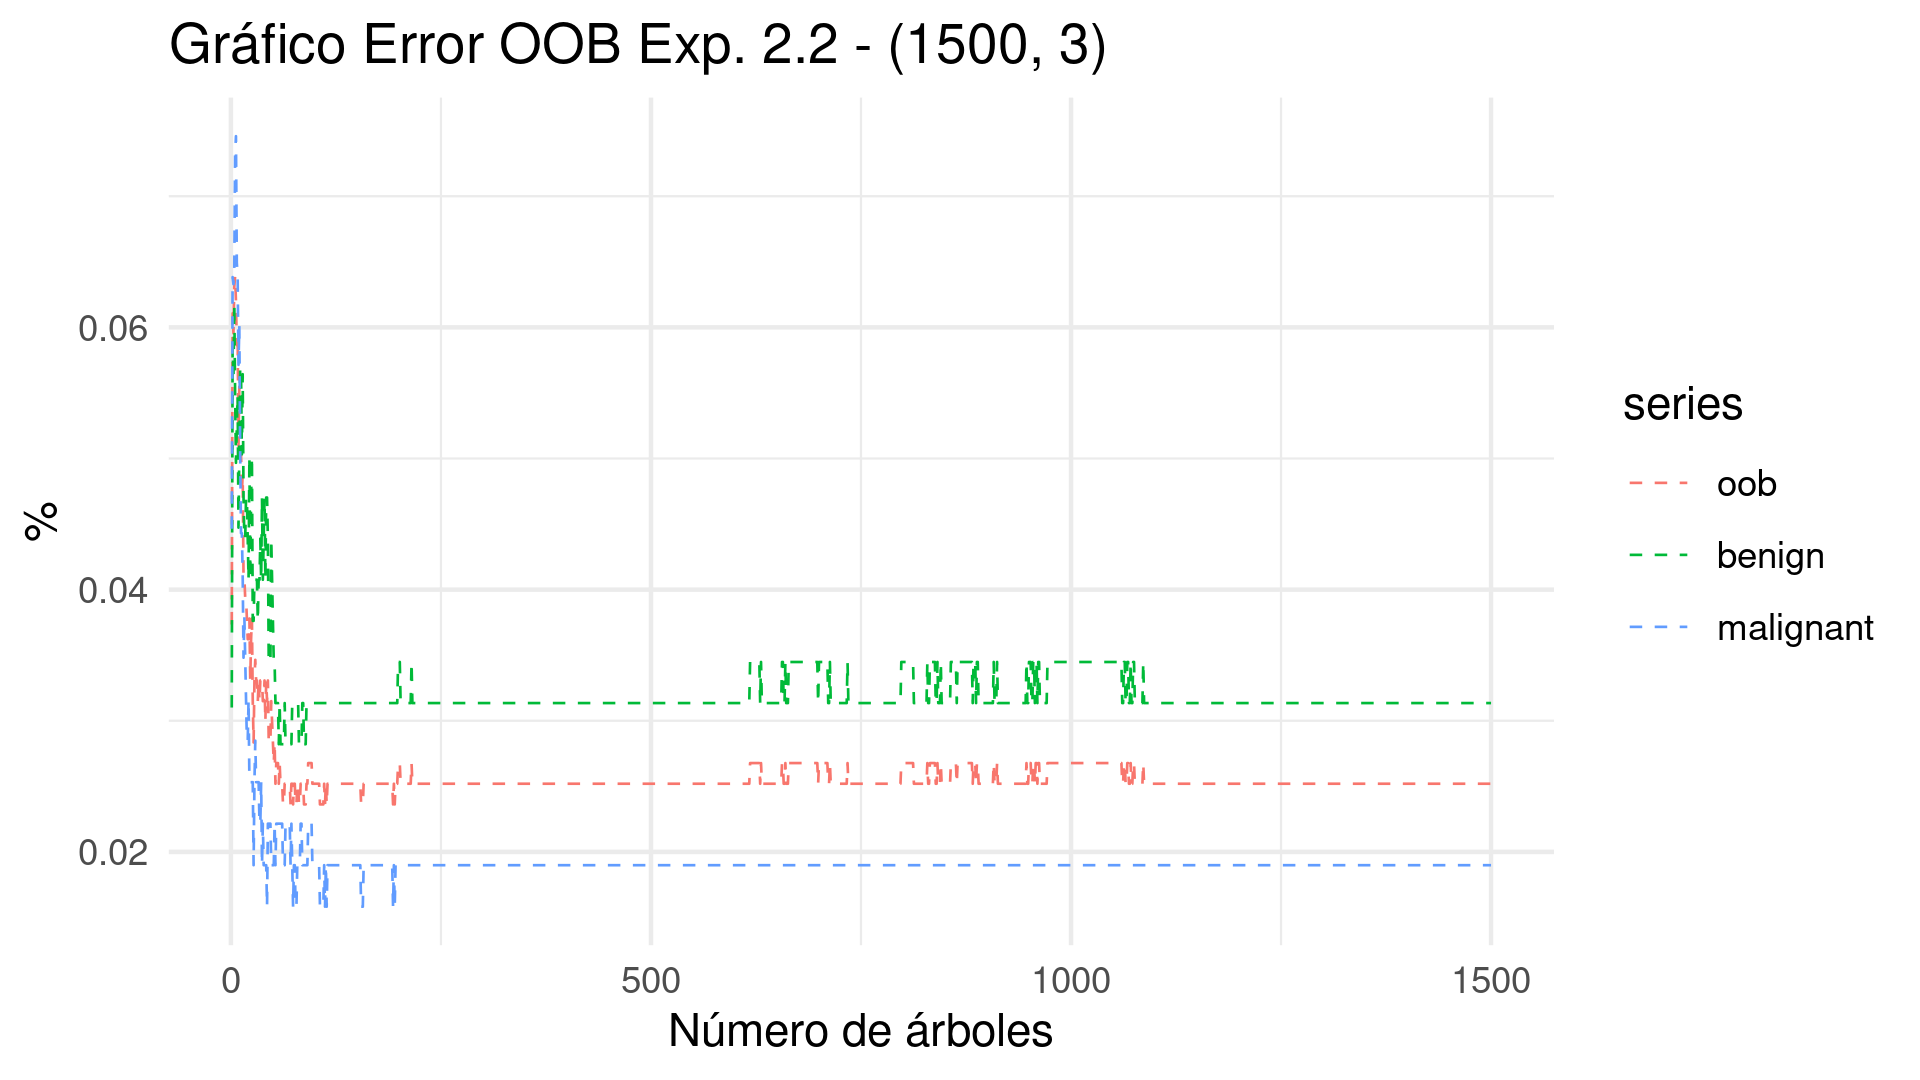 Gráfico Error OOB Exp. 2.2 - (1500, 3)
%
0.06
0.04
0.02
0
500
1000
1500
Número de árboles
series
oob
benign
malignant